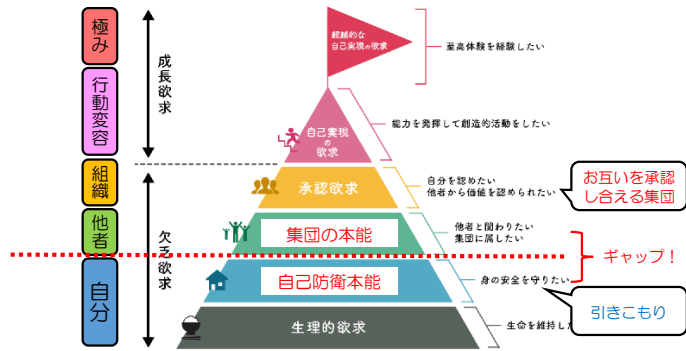 極み
行動変容
組織
他者
自分
成長欲求
欠乏欲求
超越的な
自己実現の欲求
至高体験を経験したい
自己実現
の
欲求
能力を発揮して創造的活動をしたい
承認欲求
自分を認めたい
他者から価値を認められたい
お互いを承認
し合える集団
集団の本能
他者と関わりたい
集団に属したい
ギャップ！
自己防衛本能
身の安全を守りたい
引きこもり
生理的欲求
生命を維持した